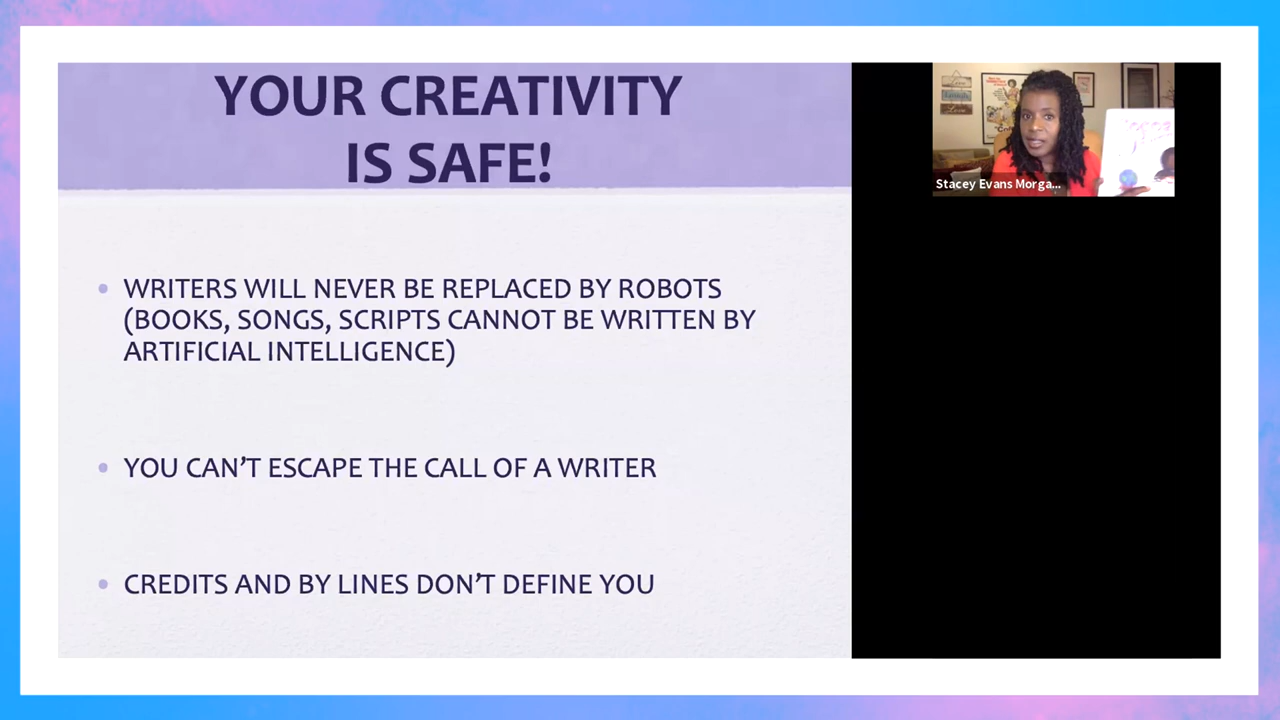 YOUR CREATIVITY
IS SAFE!
WRITERS WILL NEVER BE REPLACED BY ROBOTS
(BOOKS, SONGS, SCRIPTS CANNOT BE WRITTEN BY
ARTIFICIAL INTELLIGENCE)
YOU CAN'T ESCAPE THE CALL OF A WRITER
CREDITS AND BY LINES DON'T DEFINE YOU
Stacey Evans Morga...